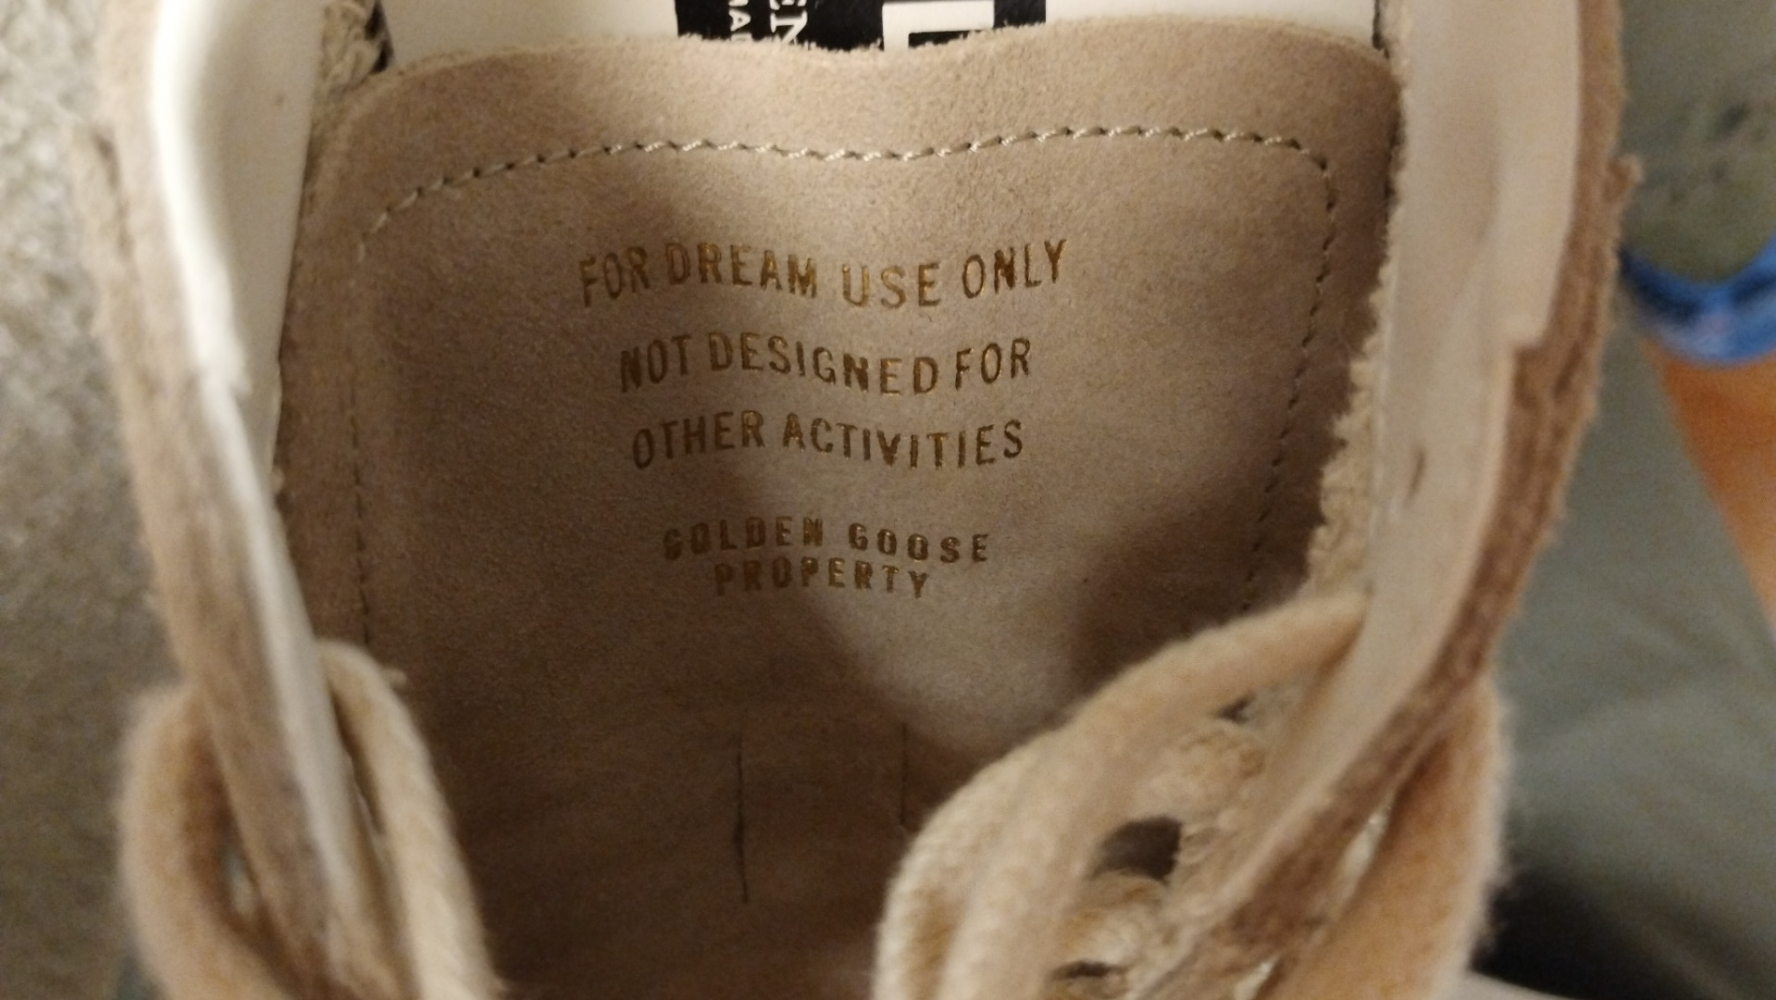 FOR DREAM USE ONLY
NOT DESIGNED FOR
OTHER ACTIVITIES
GOLDEN GOOSE
PROPERTY